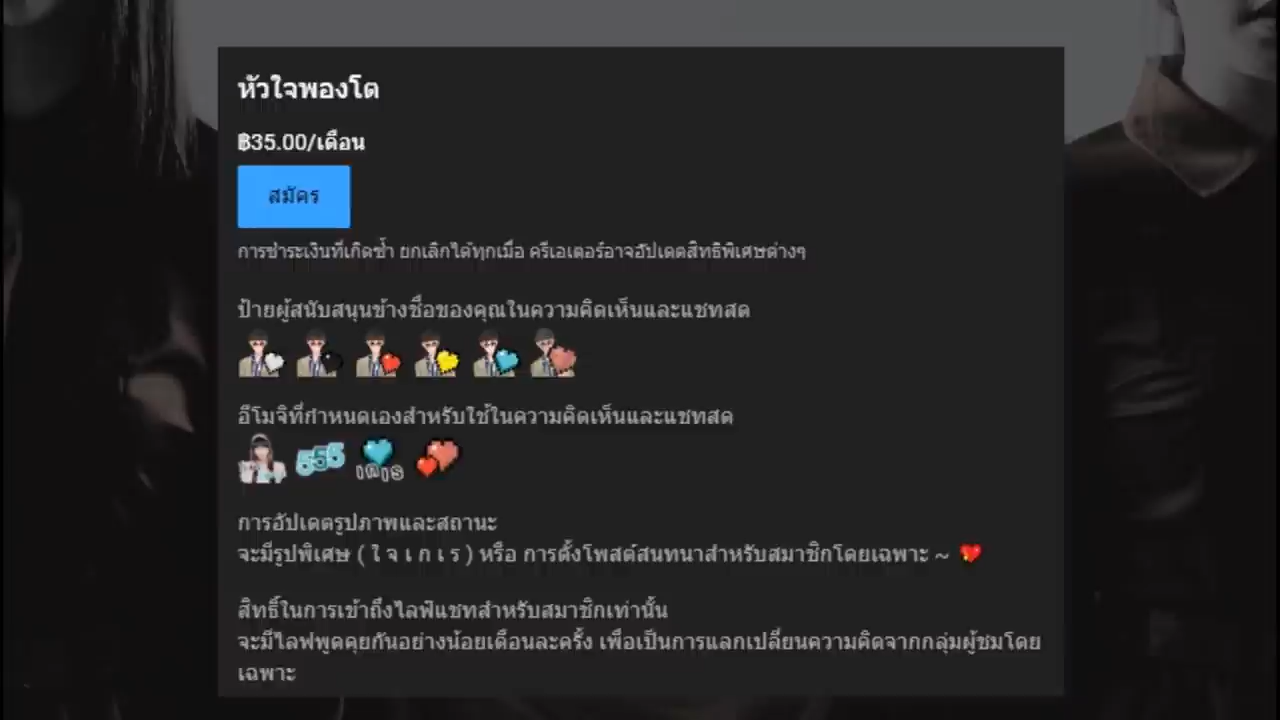 หัวใจพองโต
฿35.00/เดือน
สมัคร
การชำระเงินที่เกิดซ้ำ ยกเลิกได้ทุกเมื่อ ครีเอเตอร์อาจอัปเดตสิทธิพิเศษต่างๆ
ป้ายผู้สนับสนุนข้างชื่อของคุณในความคิดเห็นและแชทสด
อีโมจิที่กำหนดเองสำหรับใช้ในความคิดเห็นและแชทสด
555
เกเร
การอัปเดตรูปภาพและสถานะ
จะมีรูปพิเศษ ( ใ จ เ ก เ ร ) หรือ การตั้งโพสต์สนทนาสำหรับสมาชิกโดยเฉพาะ ~
สิทธิ์ในการเข้าถึงไลฟ์แชทสำหรับสมาชิกเท่านั้น
จะมีไลฟพูดคุยกันอย่างน้อยเดือนละครั้ง เพื่อเป็นการแลกเปลี่ยนความคิดจากกลุ่มผู้ชมโดย
เฉพาะ